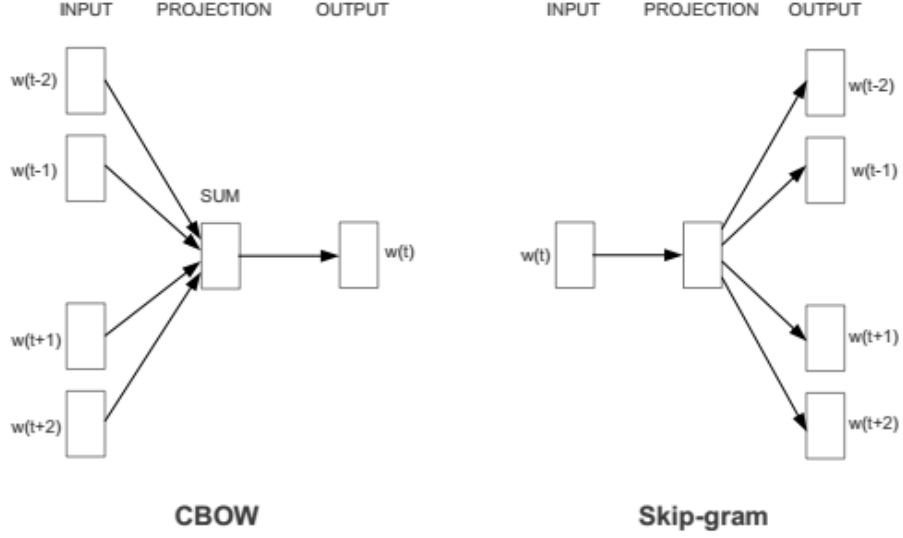 INPUT PROJECTION OUTPUT
w(t-2)
w(t-1)
SUM
w(t)
w(t+1)
w(t+2)
CBOW
INPUT PROJECTION OUTPUT
w(t-2)
w(t-1)
w(t)
w(t+1)
w(t+2)
Skip-gram